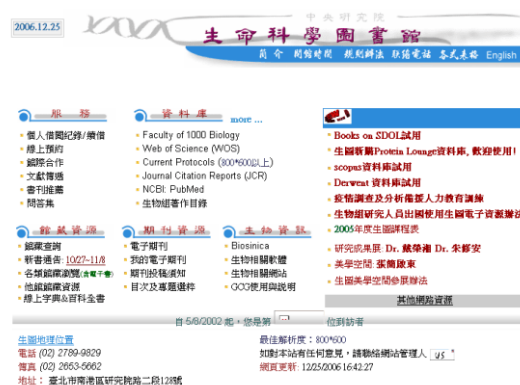 2006.12.25
中央研究院
生命科學圖書館
簡介 開館時間 規則辦法 聯絡電話 各式表格 English
服務
個人借閱紀錄/續借
線上預約
館際合作
文獻傳遞
書刊推薦
問答集
資料庫 more ...
Faculty of 1000 Biology
Web of Science (WOS)
Current Protocols (800*600以上)
Journal Citation Reports (JCR)
NCBI: PubMed
生物組著作目錄
Books on SDOL試用
生圖新購Protein Lounge資料庫, 歡迎使用!
scopus資料庫試用
Derwent 資料庫試用
疫情調查及分析備援人力教育訓練
生物組研究人員出國使用生圖電子資源辦法
2005年度生圖課程表
研究成果展: Dr. 戴榮湘 Dr. 朱修安
美學空間: 張簡啟東
生圖美學空間參展辦法
其他網路資源
館藏資源
館藏查詢
新書通告: 10/27~11/8
各類館藏瀏覽(含電子書)
他館館藏資源
線上字典&百科全書
期刊資源
電子期刊
我的電子期刊
期刊投稿須知
目次及專題選粹
生物資訊
Biosinica
生物相關軟體
生物相關網站
GCG使用與說明
自 5/8/2002 起,您是第 位到訪者
生圖地理位置
電話 (02) 2789-9829
傳真 (02) 2653-6662
地址: 臺北市南港區研究院路二段128號
最佳解析度:800*600
如對本站有任何意見,請聯絡網站管理人 us
網頁更新: 12/25/2006 16:42:27